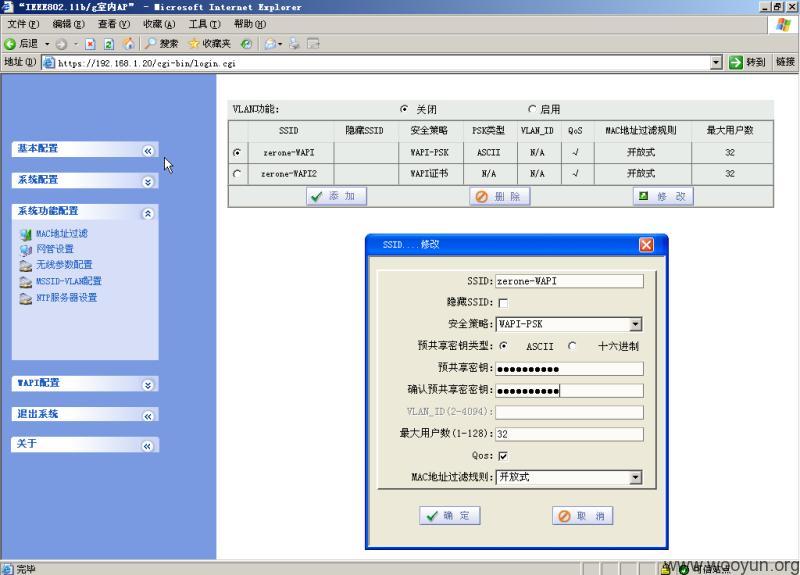 “IEEE802.11b/g室内AP” - Microsoft Internet Explorer
文件(F) 编辑(E) 查看(V) 收藏(A) 工具(T) 帮助(H)
后退 搜索 收藏夹
地址(D) https://192.168.1.20/cgi-bin/login.cgi 转到 链接
基本配置
系统配置
系统功能配置
MAC地址过滤
网管设置
无线参数配置
MSSID-VLAN配置
NTP服务器设置
WAPI配置
退出系统
关于
VLAN功能: 关闭 启用
SSID 隐藏SSID 安全策略 PSK类型 VLAN_ID QoS MAC地址过滤规则 最大用户数
zerone-WAPI WAPI-PSK ASCII N/A √ 开放式 32
zerone-WAPI2 WAPI证书 N/A N/A √ 开放式 32
添 加 删 除 修 改
SSID....修改
SSID: zerone-WAPI
隐藏SSID:
安全策略: WAPI-PSK
预共享密钥类型: ASCII 十六进制
预共享密钥: ●●●●●●●●●●
确认预共享密密钥: ●●●●●●●●●●
VLAN_ID(2-4094):
最大用户数(1-128): 32
Qos:
MAC地址过滤规则: 开放式
确 定 取 消
完毕 可信站点
www.wooyun.org